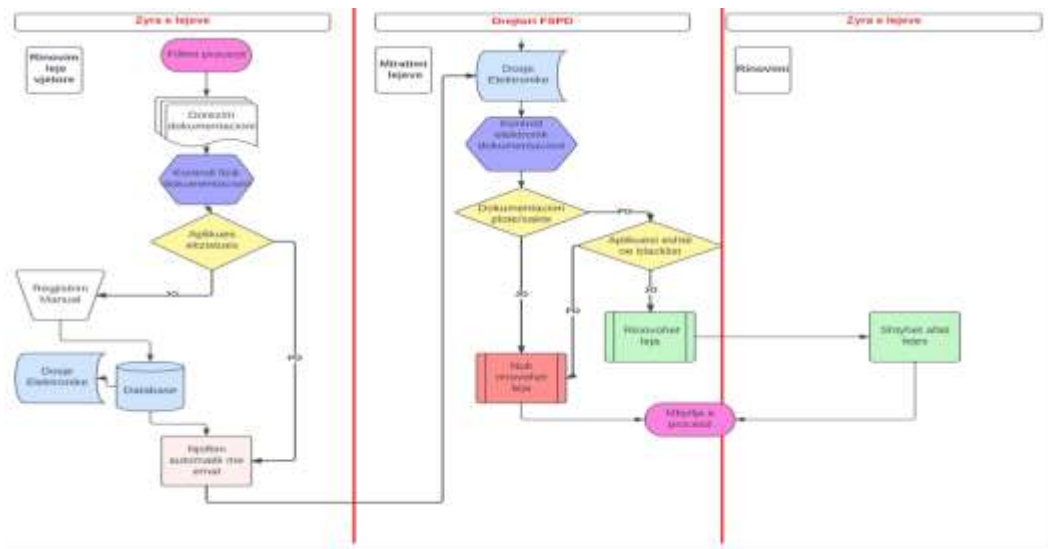 Zyra e lejeve
Drejtori FSPD
Zyra e lejeve
Rinovim
leje
vjetore
Fillimi procesit
Dorezim
dokumentacioni
Kontroll fizik
dokumentacioni
Aplikues
ekzistues
JO
PO
Regjistrim
Manual
Dosje
Elektronike
Database
Njoftim
automatik me
email
Miratimi
lejeve
Dosje
Elektronike
Kontroll
elektronik
dokumentacioni
Dokumentacioni
plote/sakte
PO
JO
Aplikuesi eshte
ne blacklist
PO
JO
Rinovohet
leja
Nuk
rinovohet
leja
Mbyllja e
procesit
Rinovimi
Shtyhet afati
lejes